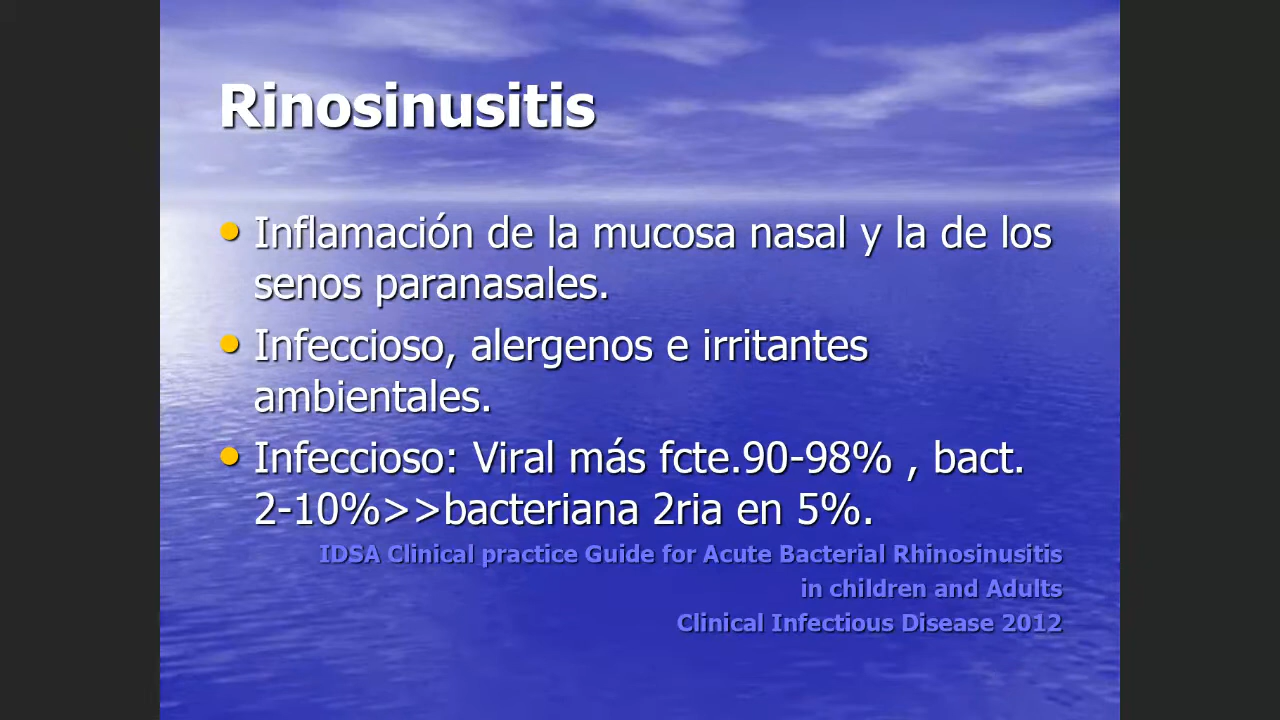 Rinosinusitis
• Inflamación de la mucosa nasal y la de los
senos paranasales.
• Infeccioso, alergenos e irritantes
ambientales.
• Infeccioso: Viral más fcte.90-98% , bact.
2-10%>>bacteriana 2ria en 5%.
IDSA Clinical practice Guide for Acute Bacterial Rhinosinusitis
in children and Adults
Clinical Infectious Disease 2012